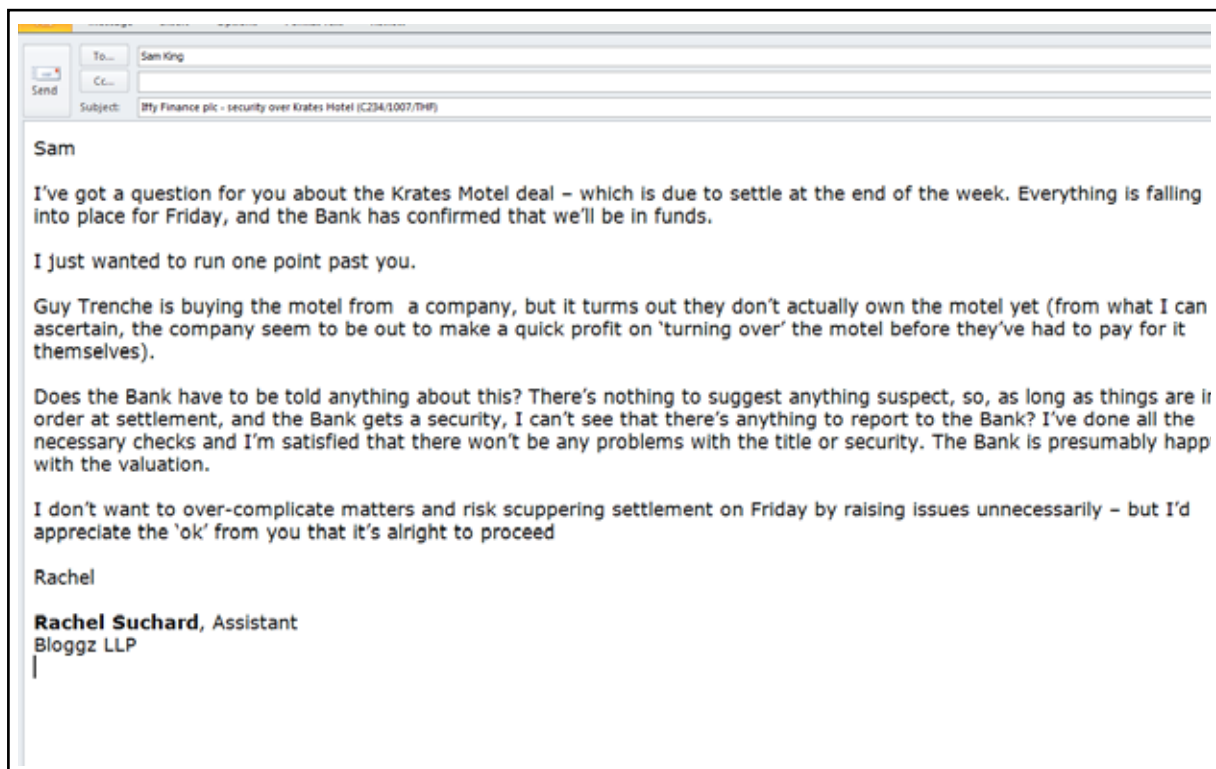 To...
Sam King
Cc...
Send
Subject:
Iffy Finance plc - security over Krates Motel (C234/1007/THF)
Sam
I've got a question for you about the Krates Motel deal – which is due to settle at the end of the week. Everything is falling
into place for Friday, and the Bank has confirmed that we'll be in funds.
I just wanted to run one point past you.
Guy Trenche is buying the motel from a company, but it turms out they don't actually own the motel yet (from what I can
ascertain, the company seem to be out to make a quick profit on 'turning over' the motel before they've had to pay for it
themselves).
Does the Bank have to be told anything about this? There's nothing to suggest anything suspect, so, as long as things are in
order at settlement, and the Bank gets a security, I can't see that there's anything to report to the Bank? I've done all the
necessary checks and I'm satisfied that there won't be any problems with the title or security. The Bank is presumably happ
with the valuation.
I don't want to over-complicate matters and risk scuppering settlement on Friday by raising issues unnecessarily – but I'd
appreciate the 'ok' from you that it's alright to proceed
Rachel
Rachel Suchard, Assistant
Bloggz LLP